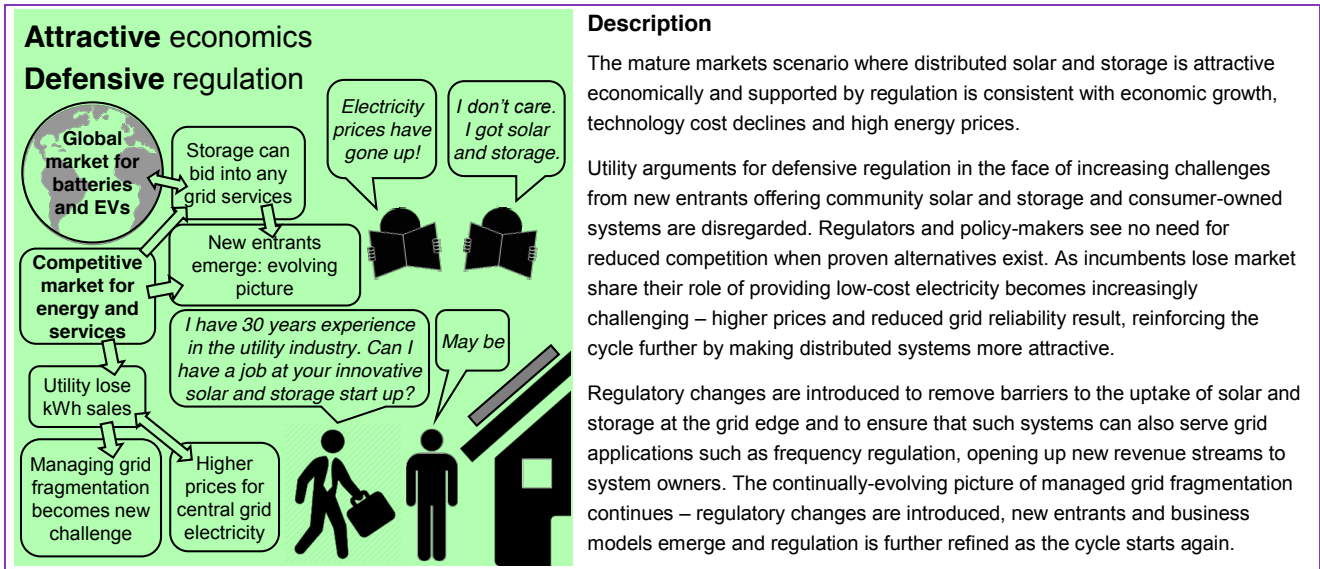 Attractive economics
Defensive regulation
Global
market for
batteries
and EVs
Storage can
bid into any
grid services
Electricity
prices have
gone up!
I don't care.
I got solar
and storage.
Competitive
market for
energy and
services
New entrants
emerge: evolving
picture
I have 30 years experience
in the utility industry. Can I
have a job at your innovative
solar and storage start up?
May be
Utility lose
kWh sales
Managing grid
fragmentation
becomes new
challenge
Higher
prices for
central grid
electricity
Description
The mature markets scenario where distributed solar and storage is attractive
economically and supported by regulation is consistent with economic growth,
technology cost declines and high energy prices.
Utility arguments for defensive regulation in the face of increasing challenges
from new entrants offering community solar and storage and consumer-owned
systems are disregarded. Regulators and policy-makers see no need for
reduced competition when proven alternatives exist. As incumbents lose market
share their role of providing low-cost electricity becomes increasingly
challenging – higher prices and reduced grid reliability result, reinforcing the
cycle further by making distributed systems more attractive.
Regulatory changes are introduced to remove barriers to the uptake of solar and
storage at the grid edge and to ensure that such systems can also serve grid
applications such as frequency regulation, opening up new revenue streams to
system owners. The continually-evolving picture of managed grid fragmentation
continues – regulatory changes are introduced, new entrants and business
models emerge and regulation is further refined as the cycle starts again.